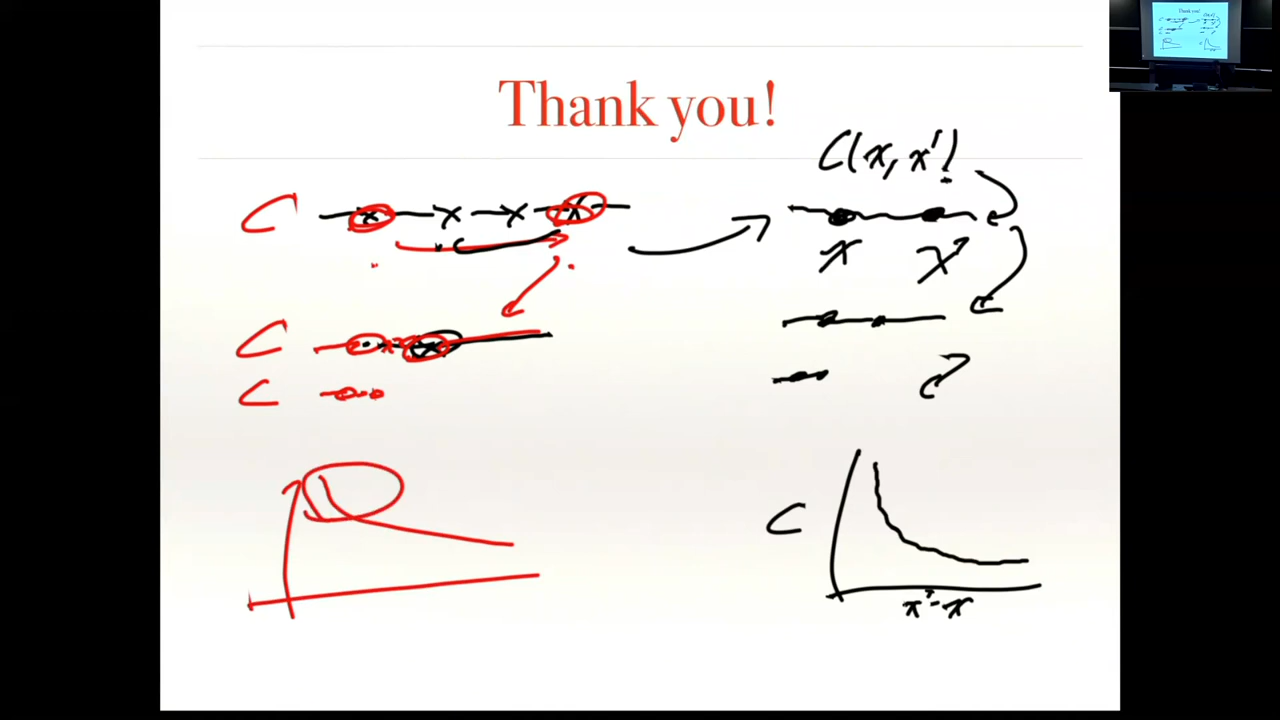 Thank you!
C(x, x')
C x x x x
x x'
C x x
C
C
x' - x